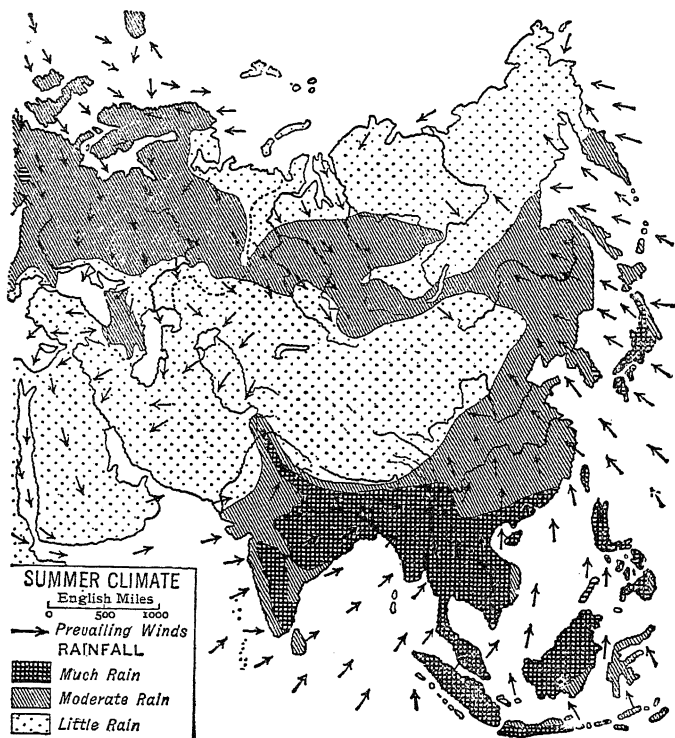 SUMMER CLIMATE
English Miles
0 500 1000
Prevailing Winds
RAINFALL
Much Rain
Moderate Rain
Little Rain